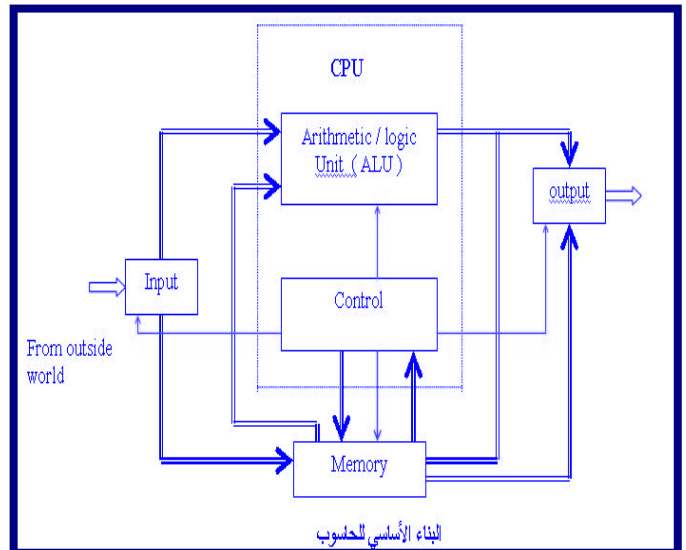 CPU
Arithmetic / logic
Unit ( ALU )
output
Input
Control
From outside
world
Memory
البناء الأساسي للحاسوب